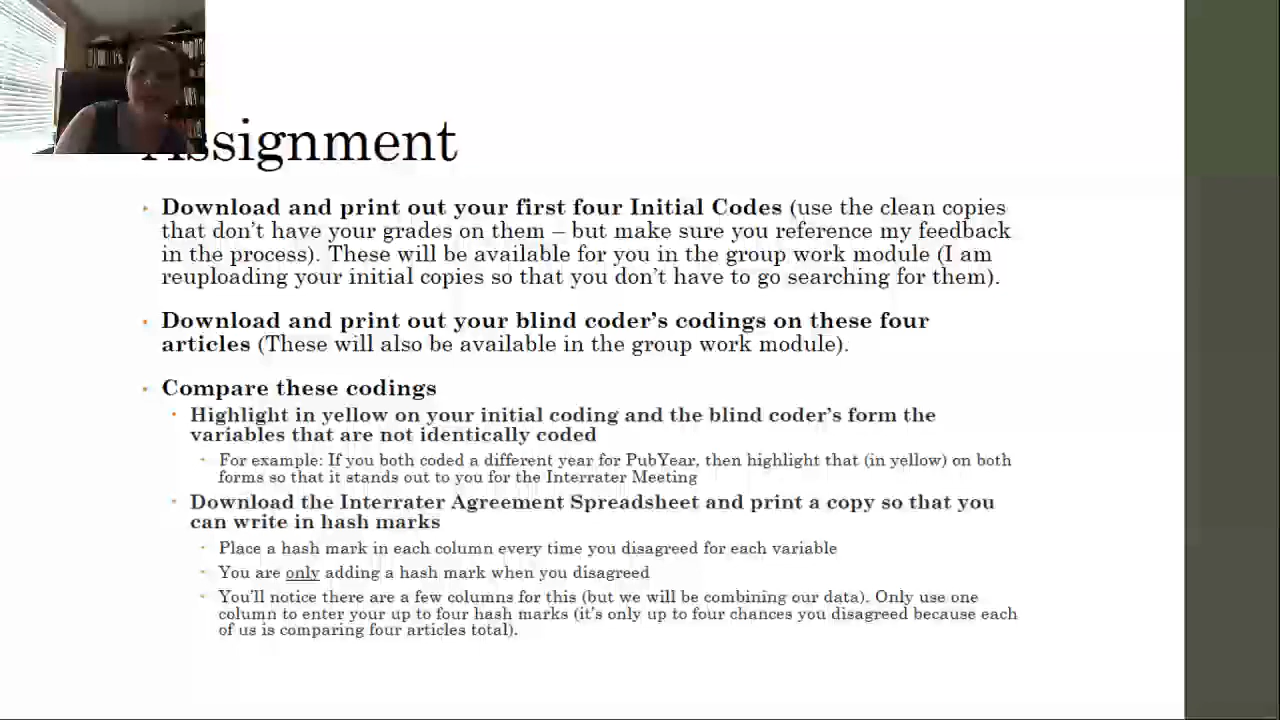 Assignment
Download and print out your first four Initial Codes (use the clean copies
that don't have your grades on them – but make sure you reference my feedback
in the process). These will be available for you in the group work module (I am
reuploading your initial copies so that you don't have to go searching for them).
Download and print out your blind coder's codings on these four
articles (These will also be available in the group work module).
Compare these codings
Highlight in yellow on your initial coding and the blind coder's form the
variables that are not identically coded
For example: If you both coded a different year for PubYear, then highlight that (in yellow) on both
forms so that it stands out to you for the Interrater Meeting
Download the Interrater Agreement Spreadsheet and print a copy so that you
can write in hash marks
Place a hash mark in each column every time you disagreed for each variable
You are only adding a hash mark when you disagreed
You'll notice there are a few columns for this (but we will be combining our data). Only use one
column to enter your up to four hash marks (it's only up to four chances you disagreed because each
of us is comparing four articles total).